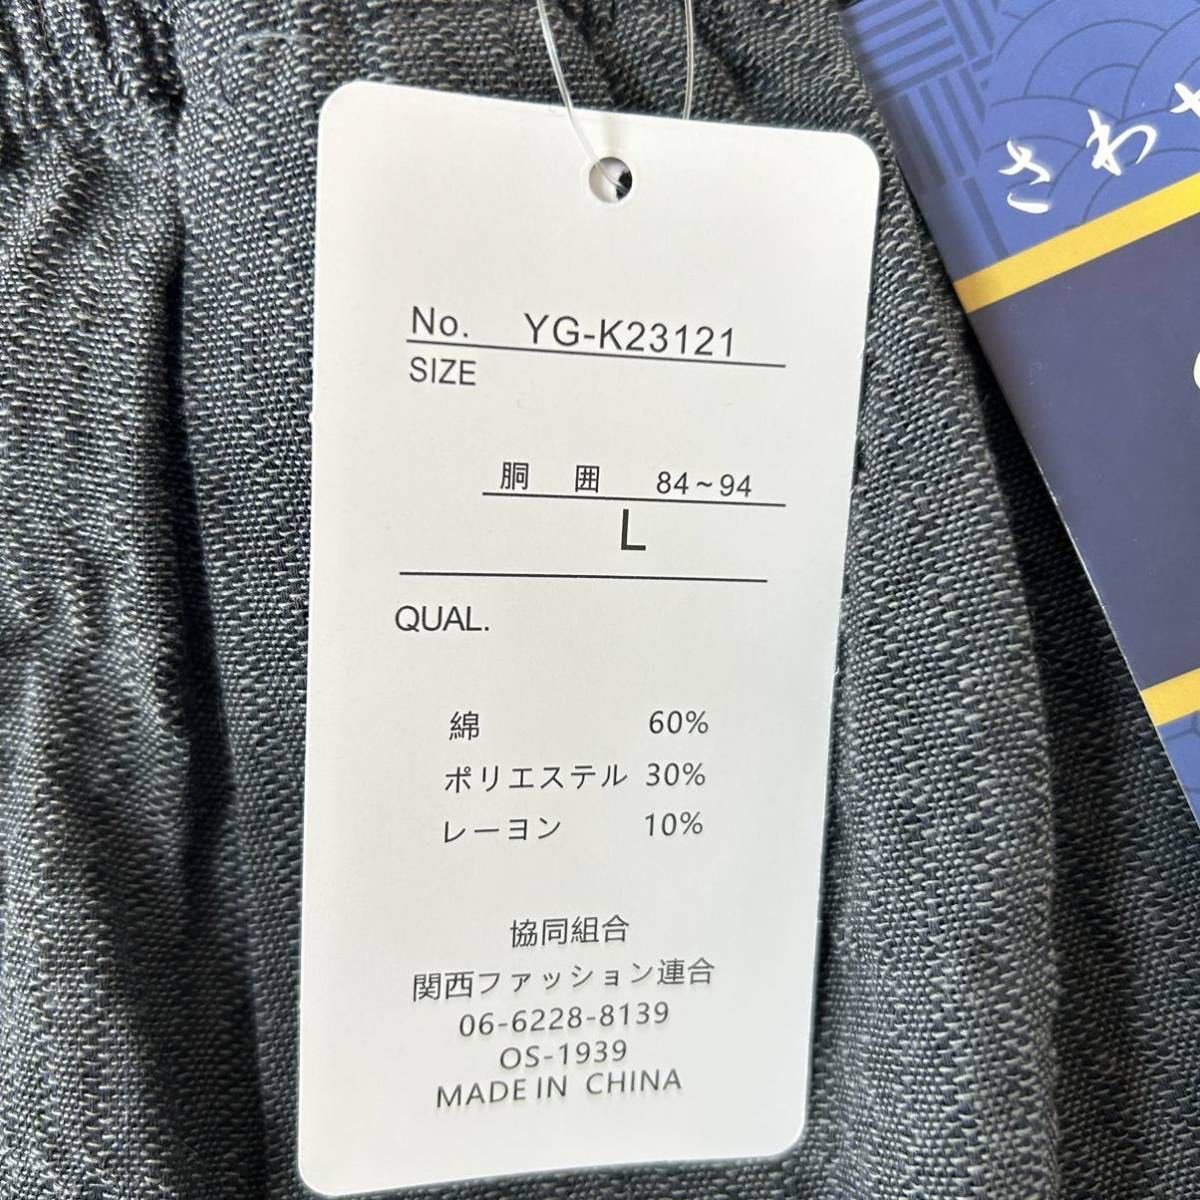 No. YG-K23121
SIZE
胴 囲 84~94
L
QUAL.
綿 60%
ポリエステル 30%
レーヨン 10%
協同組合
関西ファッション連合
06-6228-8139
OS-1939
MADE IN CHINA
さわ